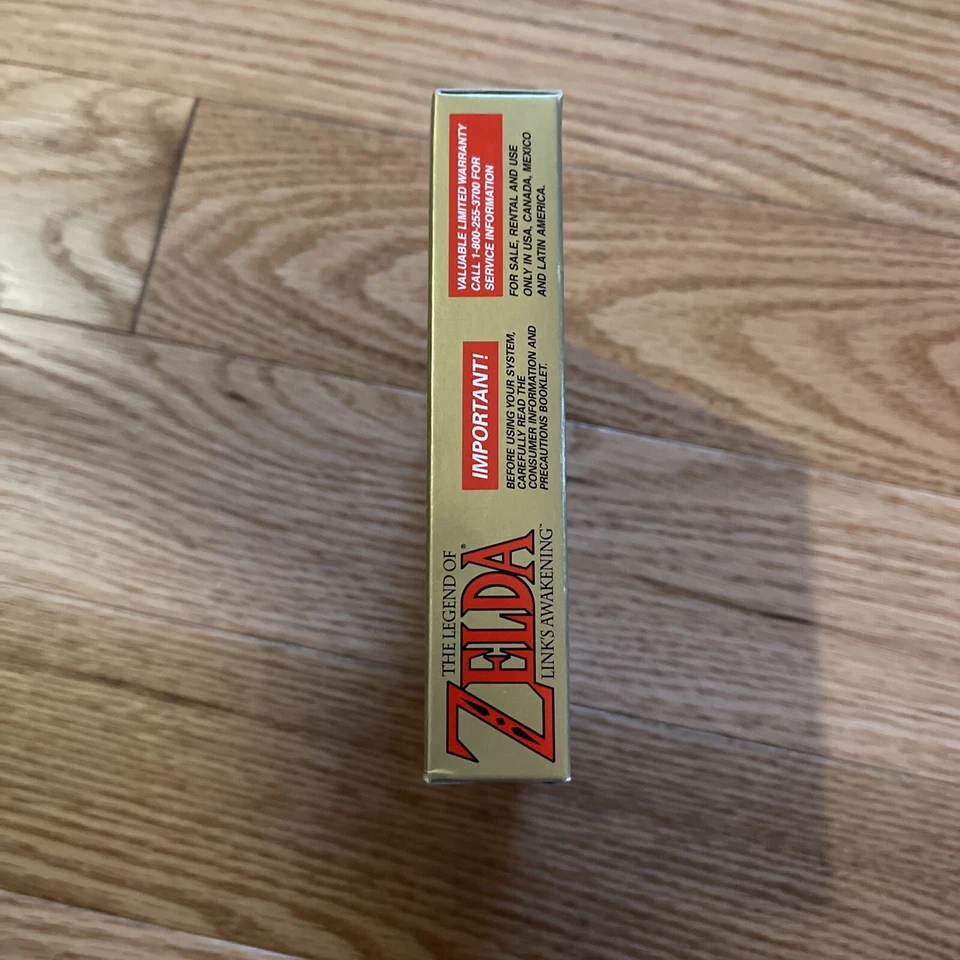 THE LEGEND OF
ZELDA®
LINK'S AWAKENING™
IMPORTANT!
BEFORE USING YOUR SYSTEM,
CAREFULLY READ THE
CONSUMER INFORMATION AND
PRECAUTIONS BOOKLET.
VALUABLE LIMITED WARRANTY
CALL 1-800-255-3700 FOR
SERVICE INFORMATION
FOR SALE, RENTAL AND USE
ONLY IN USA, CANADA, MEXICO
AND LATIN AMERICA.